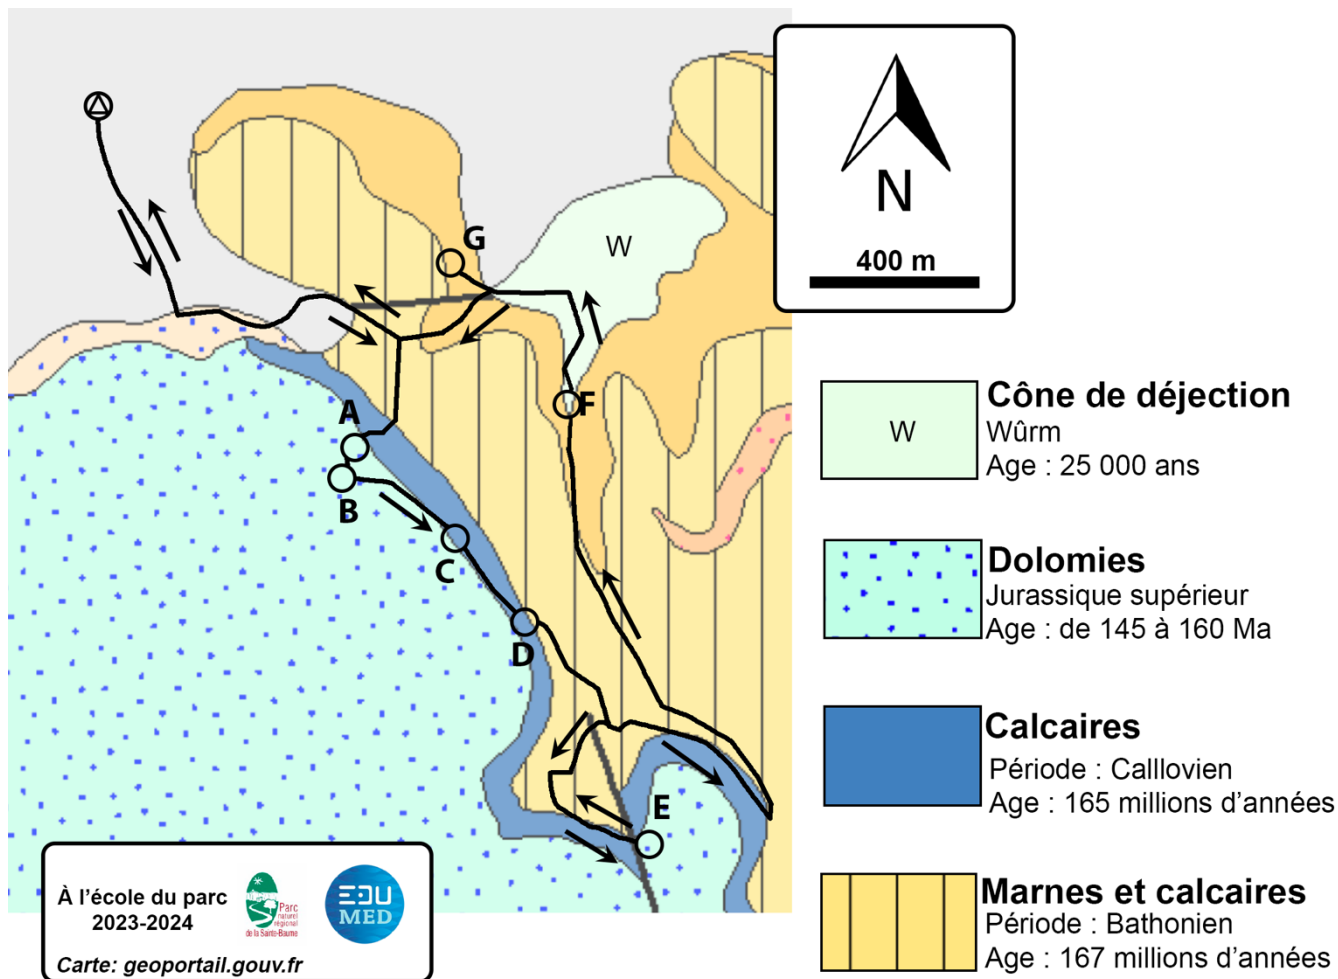 G
W
A
F
B
C
D
E
N
400 m
W
Cône de déjection
Wûrm
Age : 25 000 ans
Dolomies
Jurassique supérieur
Age : de 145 à 160 Ma
Calcaires
Période : Calllovien
Age : 165 millions d’années
Marnes et calcaires
Période : Bathonien
Age : 167 millions d’années
À l’école du parc
2023-2024
Parc
naturel
régional
de la Sainte-Baume
EDU
MED
Carte: geoportail.gouv.fr